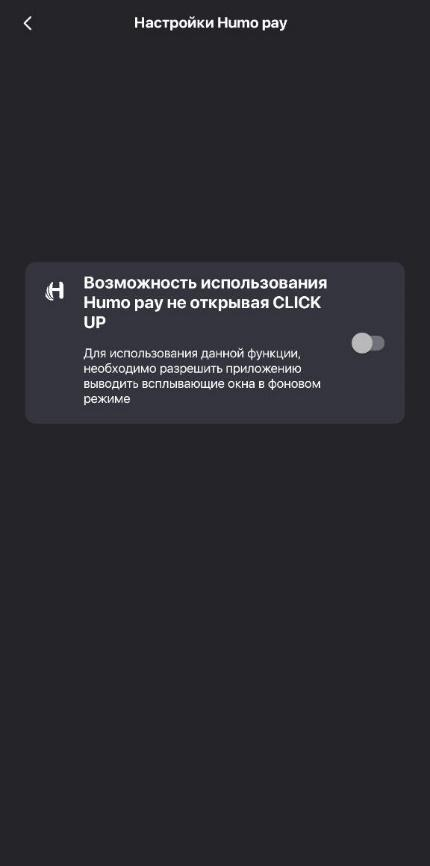 Настройки Humo pay
Возможность использования
Humo pay не открывая CLICK
UP
Для использования данной функции,
необходимо разрешить приложению
выводить всплывающие окна в фоновом
режиме